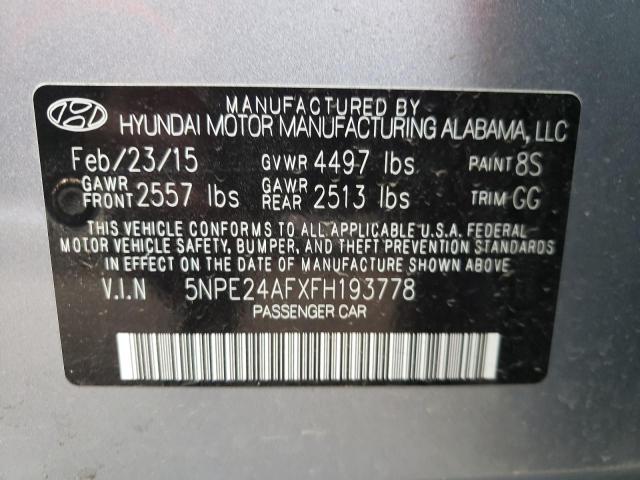 MANUFACTURED BY
HYUNDAI MOTOR MANUFACTURING ALABAMA, LLC
Feb/23/15 GVWR 4497 lbs PAINT 8S
GAWR FRONT 2557 lbs GAWR REAR 2513 lbs TRIM GG
THIS VEHICLE CONFORMS TO ALL APPLICABLE U.S.A. FEDERAL
MOTOR VEHICLE SAFETY, BUMPER, AND THEFT PREVENTION STANDARDS
IN EFFECT ON THE DATE OF MANUFACTURE SHOWN ABOVE.
V.I.N 5NPE24AFXFH193778
PASSENGER CAR